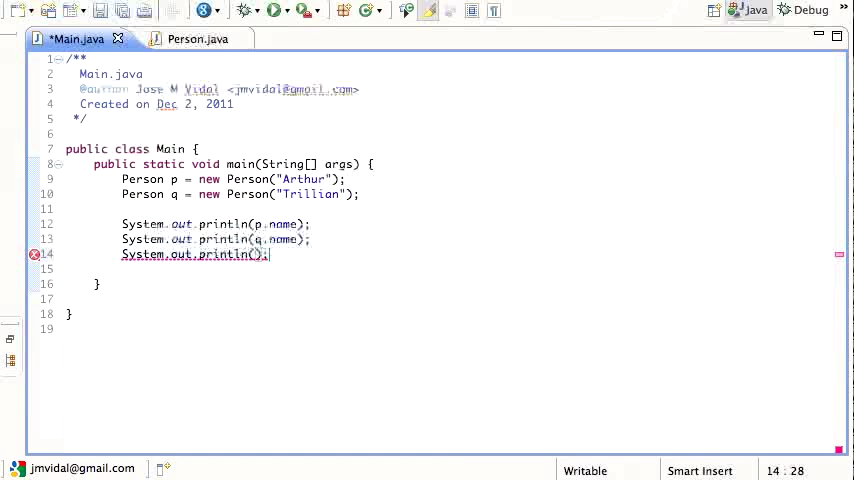 Java
Debug
*Main.java
Person.java
1 /**
2 Main.java
3 @author Jose M Vidal <jmvidal@gmail.com>
4 Created on Dec 2, 2011
5 */
6
7 public class Main {
8 public static void main(String[] args) {
9 Person p = new Person("Arthur");
10 Person q = new Person("Trillian");
11
12 System.out.println(p.name);
13 System.out.println(q.name);
14 System.out.println();
15
16 }
17
18 }
19
jmvidal@gmail.com
Writable
Smart Insert
14 : 28